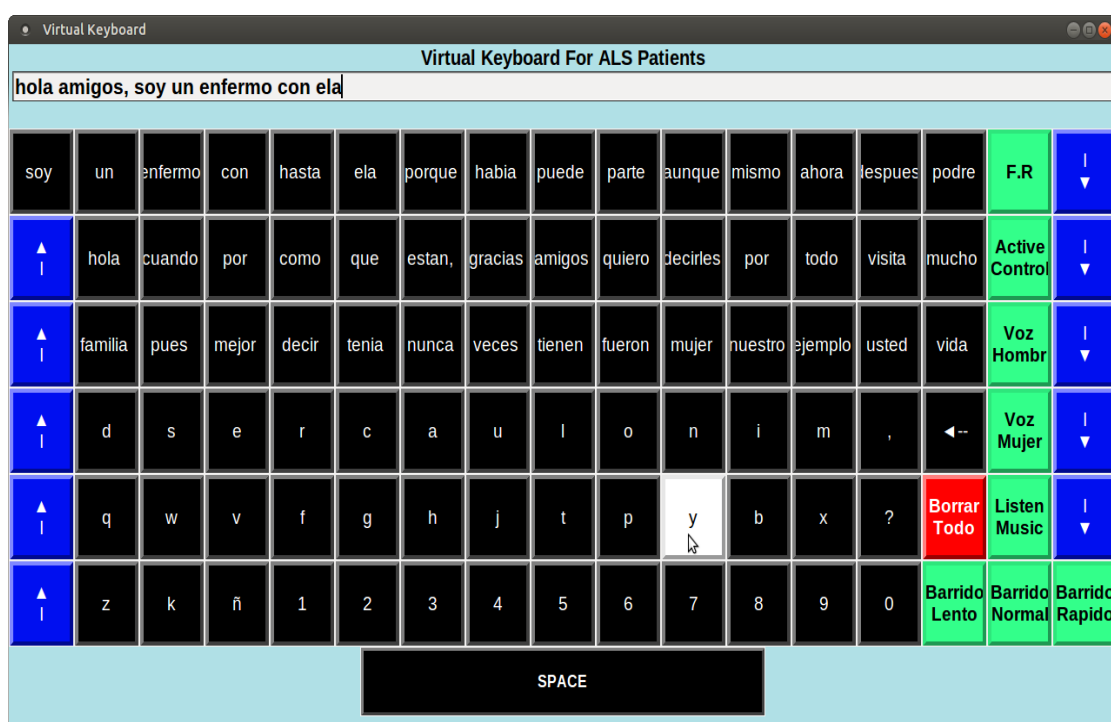 Virtual Keyboard
Virtual Keyboard For ALS Patients
hola amigos, soy un enfermo con ela
soy un enfermo con hasta ela porque habia puede parte aunque mismo ahora despues podre F.R | ▼
▲ | hola cuando por como que estan, gracias amigos quiero decirles por todo visita mucho Active Control | ▼
▲ | familia pues mejor decir tenia nunca veces tienen fueron mujer nuestro ejemplo usted vida Voz Hombr | ▼
▲ | d s e r c a u l o n i m , ◄-- Voz Mujer | ▼
▲ | q w v f g h j t p y b x ? Borrar Todo Listen Music | ▼
▲ | z k ñ 1 2 3 4 5 6 7 8 9 0 Barrido Lento Barrido Normal Barrido Rapido
SPACE